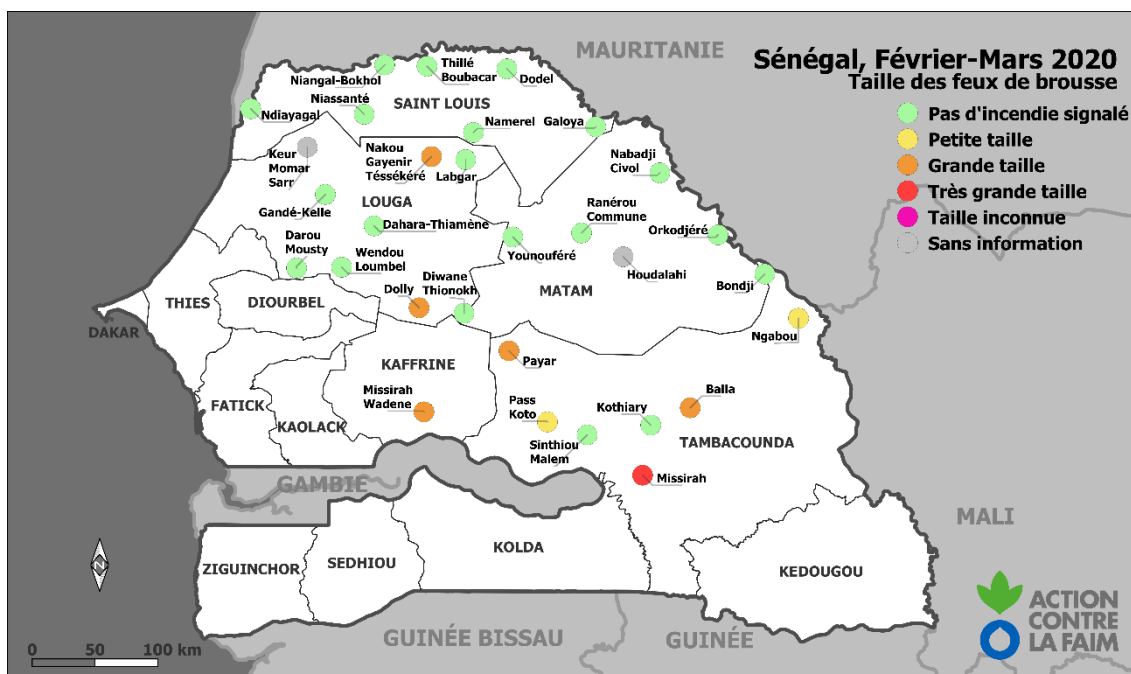 MAURITANIE
Sénégal, Février-Mars 2020
Taille des feux de brousse
Pas d'incendie signalé
Petite taille
Grande taille
Très grande taille
Taille inconnue
Sans information
Niangal-Bokhol
Thillé
Boubacar
Dodel
Niassanté
SAINT LOUIS
Ndiayagal
Namerel
Galoya
Keur
Momar
Sarr
Nakou
Gayenir
Téssékéré
Labgar
Nabadji
Civol
Gandé-Kelle
LOUGA
Ranérou
Commune
Dahara-Thiamène
Orkodjéré
Younouféré
Darou
Mousty
Wendou
Loumbel
Diwane
Thionokh
Houdalahi
Bondji
Dolly
MATAM
THIES
DIOURBEL
DAKAR
Ngabou
KAFFRINE
Payar
Missirah
Wadene
Pass
Koto
Kothiary
Balla
FATICK
KAOLACK
Sinthiou
Malem
TAMBACOUNDA
Missirah
GAMBIE
MALI
KOLDA
SEDHIOU
ZIGUINCHOR
KEDOUGOU
N
GUINÉE BISSAU
GUINÉE
0 50 100 km
ACTION
CONTRE
LA FAIM